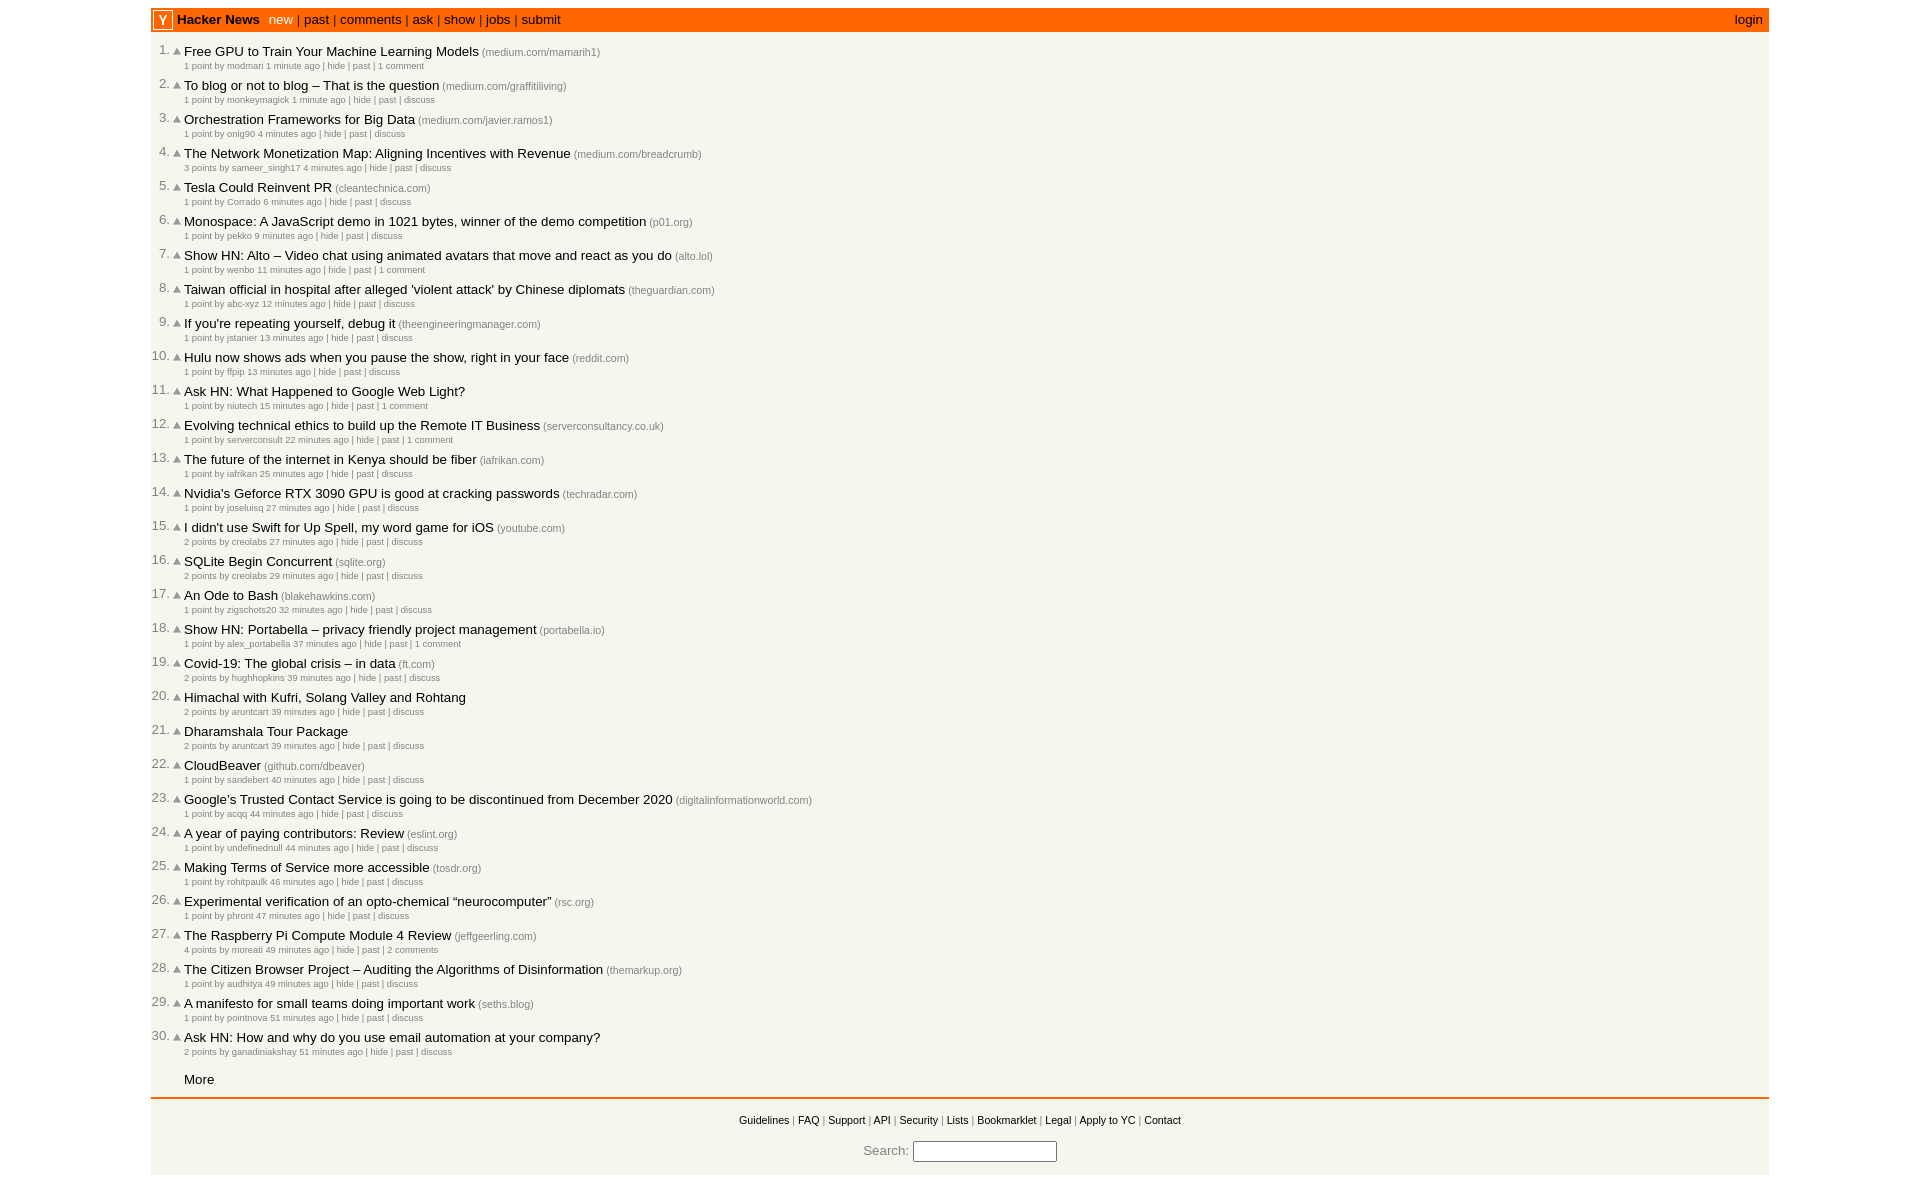 Y Hacker News new | past | comments | ask | show | jobs | submit login
1. Free GPU to Train Your Machine Learning Models (medium.com/mamarih1)
1 point by modmari 1 minute ago | hide | past | 1 comment
2. To blog or not to blog – That is the question (medium.com/graffitiliving)
1 point by monkeymagick 1 minute ago | hide | past | discuss
3. Orchestration Frameworks for Big Data (medium.com/javier.ramos1)
1 point by onig90 4 minutes ago | hide | past | discuss
4. The Network Monetization Map: Aligning Incentives with Revenue (medium.com/breadcrumb)
3 points by sameer_singh17 4 minutes ago | hide | past | discuss
5. Tesla Could Reinvent PR (cleantechnica.com)
1 point by Corrado 6 minutes ago | hide | past | discuss
6. Monospace: A JavaScript demo in 1021 bytes, winner of the demo competition (p01.org)
1 point by pekko 9 minutes ago | hide | past | discuss
7. Show HN: Alto – Video chat using animated avatars that move and react as you do (alto.lol)
1 point by wenbo 11 minutes ago | hide | past | 1 comment
8. Taiwan official in hospital after alleged 'violent attack' by Chinese diplomats (theguardian.com)
1 point by abc-xyz 12 minutes ago | hide | past | discuss
9. If you're repeating yourself, debug it (theengineeringmanager.com)
1 point by jstanier 13 minutes ago | hide | past | discuss
10. Hulu now shows ads when you pause the show, right in your face (reddit.com)
1 point by ffpip 13 minutes ago | hide | past | discuss
11. Ask HN: What Happened to Google Web Light?
1 point by niutech 15 minutes ago | hide | past | 1 comment
12. Evolving technical ethics to build up the Remote IT Business (serverconsultancy.co.uk)
1 point by serverconsult 22 minutes ago | hide | past | 1 comment
13. The future of the internet in Kenya should be fiber (iafrikan.com)
1 point by iafrikan 25 minutes ago | hide | past | discuss
14. Nvidia's Geforce RTX 3090 GPU is good at cracking passwords (techradar.com)
1 point by joseluisq 27 minutes ago | hide | past | discuss
15. I didn't use Swift for Up Spell, my word game for iOS (youtube.com)
2 points by creolabs 27 minutes ago | hide | past | discuss
16. SQLite Begin Concurrent (sqlite.org)
2 points by creolabs 29 minutes ago | hide | past | discuss
17. An Ode to Bash (blakehawkins.com)
1 point by zigschots20 32 minutes ago | hide | past | discuss
18. Show HN: Portabella – privacy friendly project management (portabella.io)
1 point by alex_portabella 37 minutes ago | hide | past | 1 comment
19. Covid-19: The global crisis – in data (ft.com)
2 points by hughhopkins 39 minutes ago | hide | past | discuss
20. Himachal with Kufri, Solang Valley and Rohtang
2 points by aruntcart 39 minutes ago | hide | past | discuss
21. Dharamshala Tour Package
2 points by aruntcart 39 minutes ago | hide | past | discuss
22. CloudBeaver (github.com/dbeaver)
1 point by sandebert 40 minutes ago | hide | past | discuss
23. Google’s Trusted Contact Service is going to be discontinued from December 2020 (digitalinformationworld.com)
1 point by acqq 44 minutes ago | hide | past | discuss
24. A year of paying contributors: Review (eslint.org)
1 point by undefinednull 44 minutes ago | hide | past | discuss
25. Making Terms of Service more accessible (tosdr.org)
1 point by rohitpaulk 46 minutes ago | hide | past | discuss
26. Experimental verification of an opto-chemical “neurocomputer” (rsc.org)
1 point by phront 47 minutes ago | hide | past | discuss
27. The Raspberry Pi Compute Module 4 Review (jeffgeerling.com)
4 points by moreati 49 minutes ago | hide | past | 2 comments
28. The Citizen Browser Project – Auditing the Algorithms of Disinformation (themarkup.org)
1 point by audhitya 49 minutes ago | hide | past | discuss
29. A manifesto for small teams doing important work (seths.blog)
1 point by pointnova 51 minutes ago | hide | past | discuss
30. Ask HN: How and why do you use email automation at your company?
2 points by ganadiniakshay 51 minutes ago | hide | past | discuss
More
Guidelines | FAQ | Support | API | Security | Lists | Bookmarklet | Legal | Apply to YC | Contact
Search: